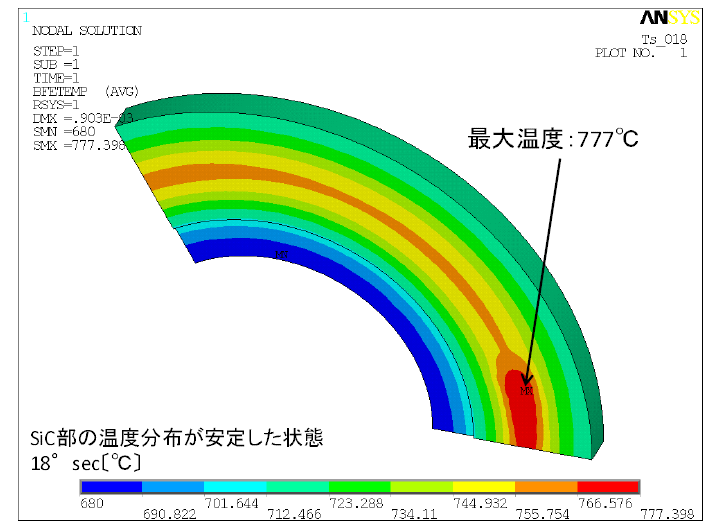 1
ANSYS
NODAL SOLUTION
Ts_018
STEP=1
PLOT NO. 1
SUB =1
TIME=1
BFETEMP (AVG)
RSYS=1
DMX =.903E-03
SMN =680
SMX =777.398
最大温度：777℃
MX
SiC部の温度分布が安定した状態
18° sec[℃]
680
690.822
701.644
712.466
723.288
734.11
744.932
755.754
766.576
777.398